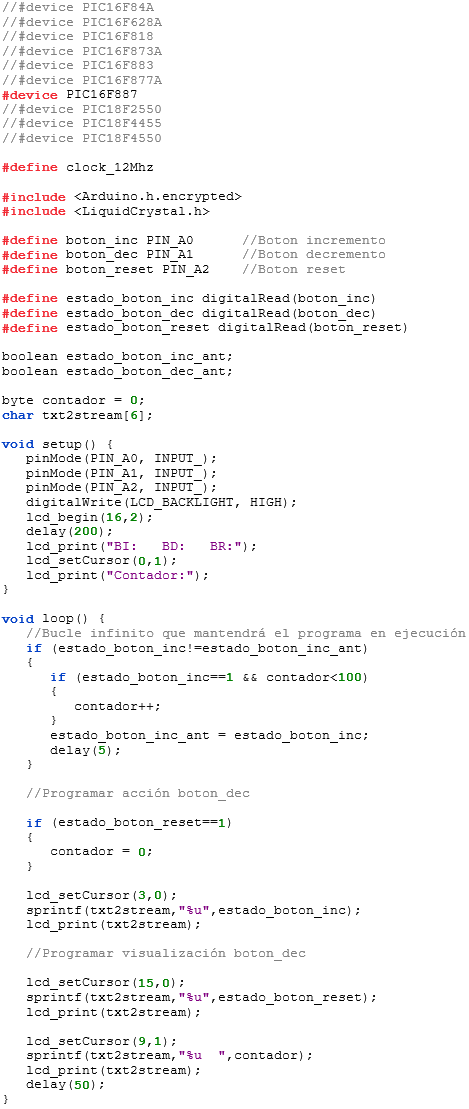 //#device PIC16F84A
//#device PIC16F628A
//#device PIC16F818
//#device PIC16F873A
//#device PIC16F883
//#device PIC16F877A
#device PIC16F887
//#device PIC18F2550
//#device PIC18F4455
//#device PIC18F4550
#define clock_12Mhz
#include <Arduino.h.encrypted>
#include <LiquidCrystal.h>
#define boton_inc PIN_A0      //Boton incremento
#define boton_dec PIN_A1      //Boton decremento
#define boton_reset PIN_A2    //Boton reset
#define estado_boton_inc digitalRead(boton_inc)
#define estado_boton_dec digitalRead(boton_dec)
#define estado_boton_reset digitalRead(boton_reset)
boolean estado_boton_inc_ant;
boolean estado_boton_dec_ant;
byte contador = 0;
char txt2stream[6];
void setup() {
   pinMode(PIN_A0, INPUT_);
   pinMode(PIN_A1, INPUT_);
   pinMode(PIN_A2, INPUT_);
   digitalWrite(LCD_BACKLIGHT, HIGH);
   lcd_begin(16,2);
   delay(200);
   lcd_print("BI:   BD:   BR:");
   lcd_setCursor(0,1);
   lcd_print("Contador:");
}
void loop() {
   //Bucle infinito que mantendrá el programa en ejecución
   if (estado_boton_inc!=estado_boton_inc_ant)
   {
      if (estado_boton_inc==1 && contador<100)
      {
         contador++;
      }
      estado_boton_inc_ant = estado_boton_inc;
      delay(5);
   }
   //Programar acción boton_dec
   if (estado_boton_reset==1)
   {
      contador = 0;
   }
   lcd_setCursor(3,0);
   sprintf(txt2stream,"%u",estado_boton_inc);
   lcd_print(txt2stream);
   //Programar visualización boton_dec
   lcd_setCursor(15,0);
   sprintf(txt2stream,"%u",estado_boton_reset);
   lcd_print(txt2stream);
   lcd_setCursor(9,1);
   sprintf(txt2stream,"%u  ",contador);
   lcd_print(txt2stream);
   delay(50);
}